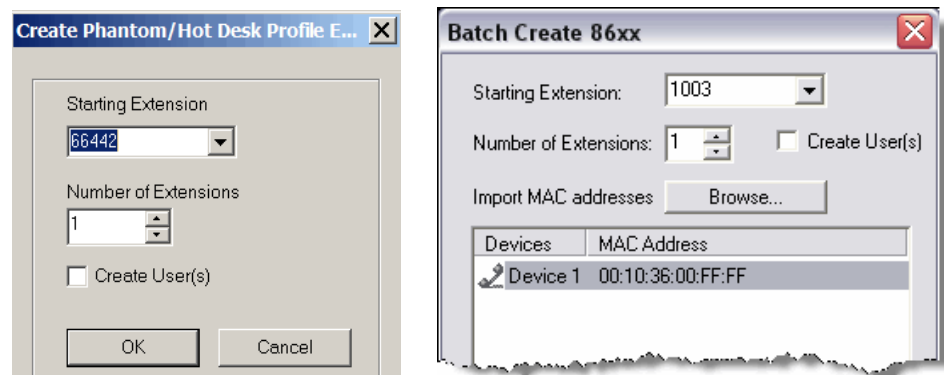 Create Phantom/Hot Desk Profile E...
Starting Extension
66442
Number of Extensions
1
Create User(s)
OK Cancel
Batch Create 86xx
Starting Extension: 1003
Number of Extensions: 1 Create User(s)
Import MAC addresses Browse...
Devices MAC Address
Device 1 00:10:36:00:FF:FF